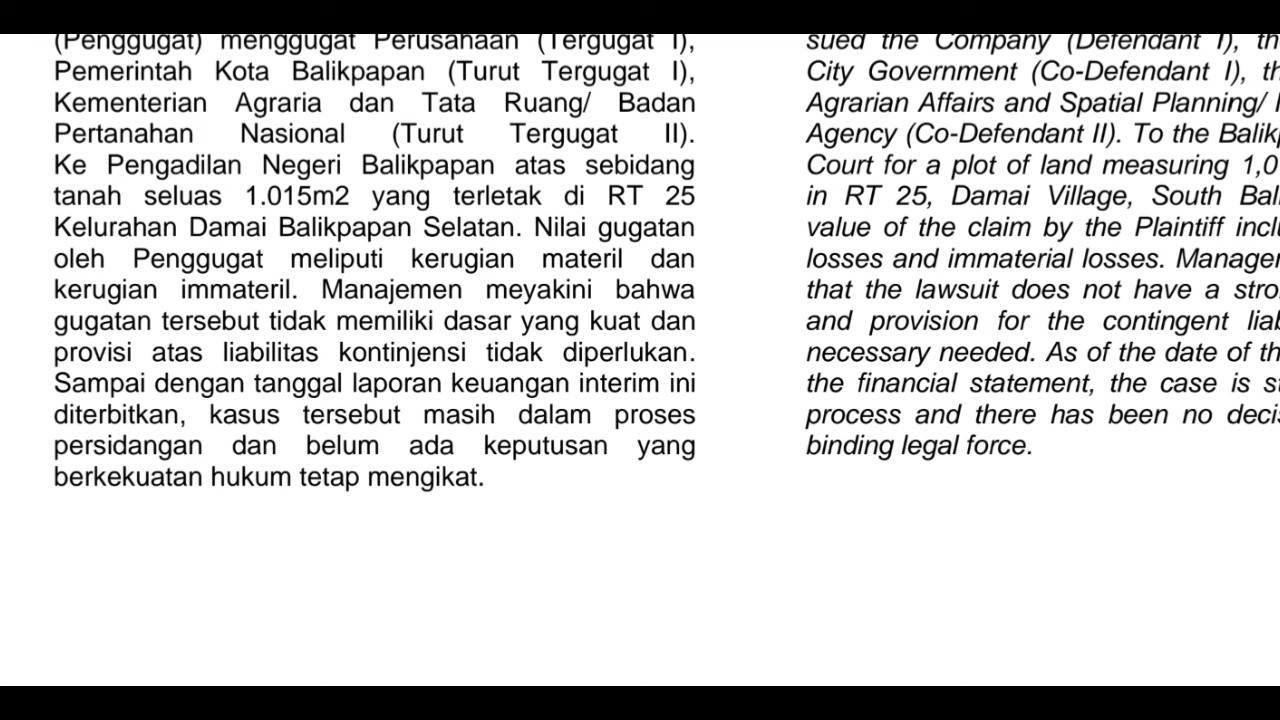 (Penggugat) menggugat Perusahaan (Tergugat I),
Pemerintah Kota Balikpapan (Turut Tergugat I),
Kementerian Agraria dan Tata Ruang/ Badan
Pertanahan Nasional (Turut Tergugat II).
Ke Pengadilan Negeri Balikpapan atas sebidang
tanah seluas 1.015m2 yang terletak di RT 25
Kelurahan Damai Balikpapan Selatan. Nilai gugatan
oleh Penggugat meliputi kerugian materil dan
kerugian immateril. Manajemen meyakini bahwa
gugatan tersebut tidak memiliki dasar yang kuat dan
provisi atas liabilitas kontinjensi tidak diperlukan.
Sampai dengan tanggal laporan keuangan interim ini
diterbitkan, kasus tersebut masih dalam proses
persidangan dan belum ada keputusan yang
berkekuatan hukum tetap mengikat.
sued the Company (Defendant I),
City Government (Co-Defendant I),
Agrarian Affairs and Spatial Planning/
Agency (Co-Defendant II). To the
Court for a plot of land measuring
in RT 25, Damai Village, South
value of the claim by the Plaintiff
losses and immaterial losses.
that the lawsuit does not have a
and provision for the contingent
necessary needed. As of the date of
the financial statement, the case is
process and there has been no
binding legal force.